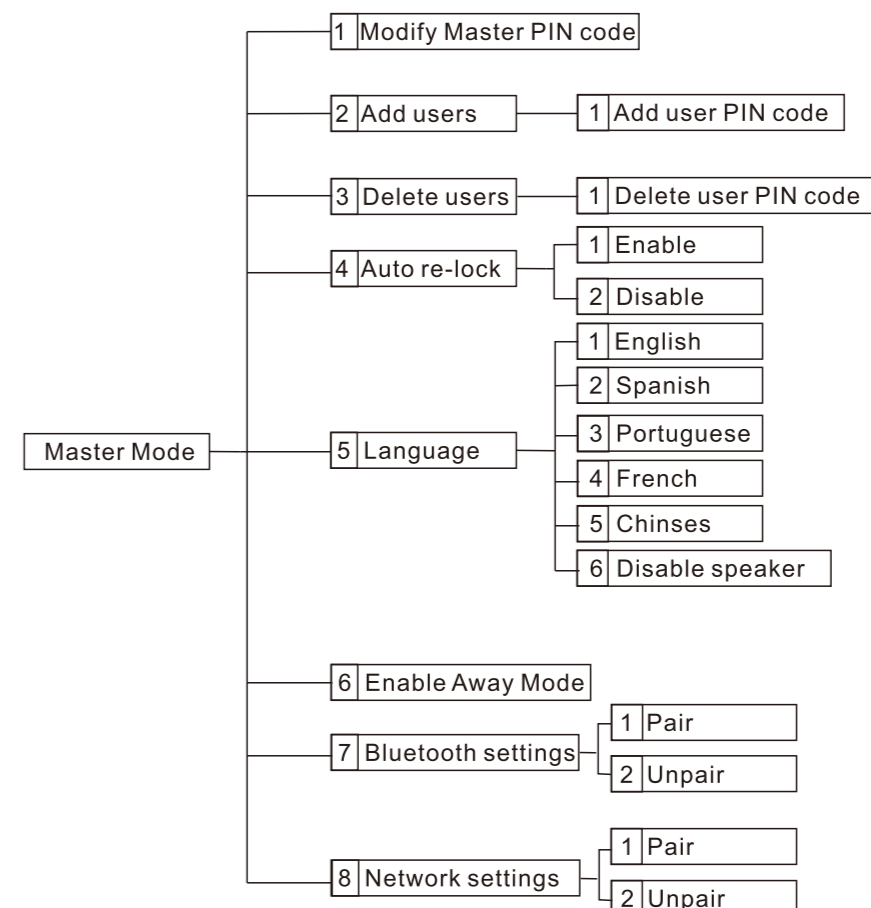 1 Modify Master PIN code
2 Add users 1 Add user PIN code
3 Delete users 1 Delete user PIN code
4 Auto re-lock
1 Enable
2 Disable
Master Mode
5 Language
1 English
2 Spanish
3 Portuguese
4 French
5 Chinses
6 Disable speaker
6 Enable Away Mode
7 Bluetooth settings
1 Pair
2 Unpair
8 Network settings
1 Pair
2 Unpair